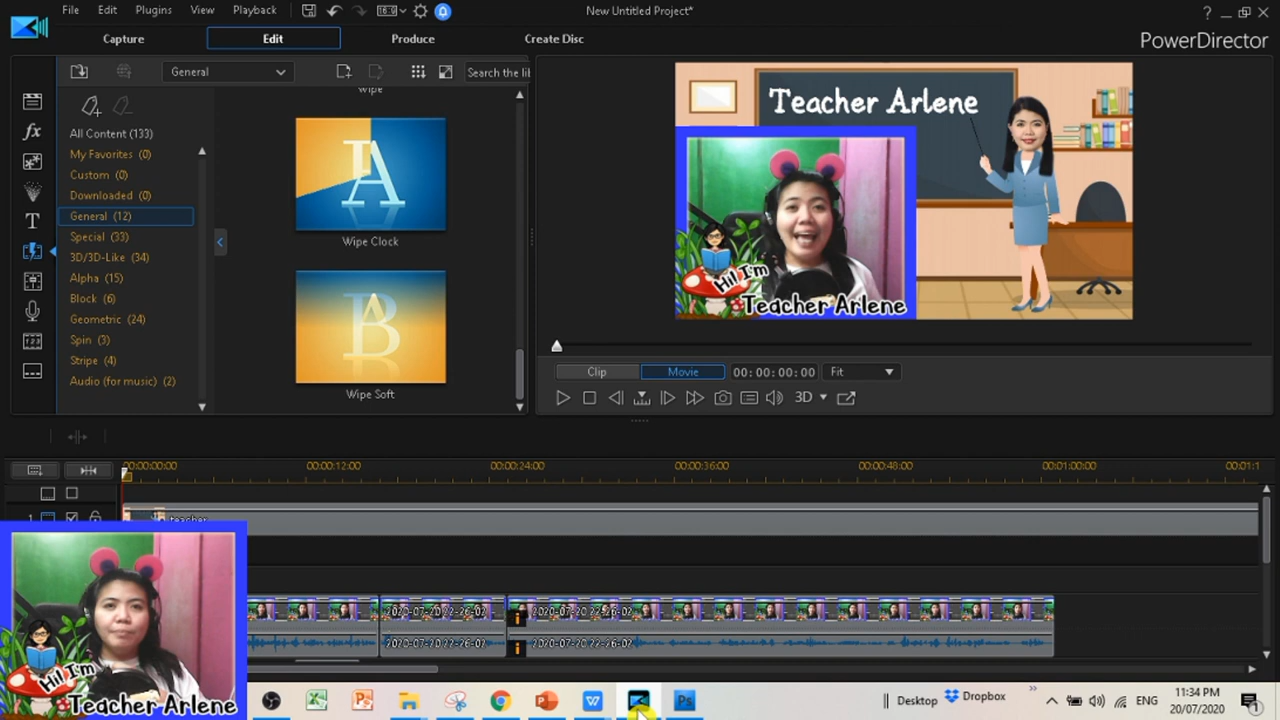 File Edit Plugins View Playback
16:9
New Untitled Project*
?
Capture Edit Produce Create Disc
PowerDirector
General
Search the lib
All Content (133)
My Favorites (0)
Custom (0)
Downloaded (0)
General (12)
Special (33)
3D/3D-Like (34)
Alpha (15)
Block (6)
Geometric (24)
Spin (3)
Stripe (4)
Audio (for music) (2)
Wipe
A
Wipe Clock
B
Wipe Soft
Teacher Arlene
Hi! I'm
Teacher Arlene
Clip Movie 00:00:00:00 Fit
3D
00:00:00:00 00:00:12:00 00:00:24:00 00:00:36:00 00:00:48:00 00:01:00:00 00:01:1
1 teacher
2020-07-20 22-26-02 2020-07-20 22-26-02
2020-07-20 22-26-02 2020-07-20 22-26-02
Hi! I'm
Teacher Arlene
Desktop Dropbox ENG
11:34 PM
20/07/2020